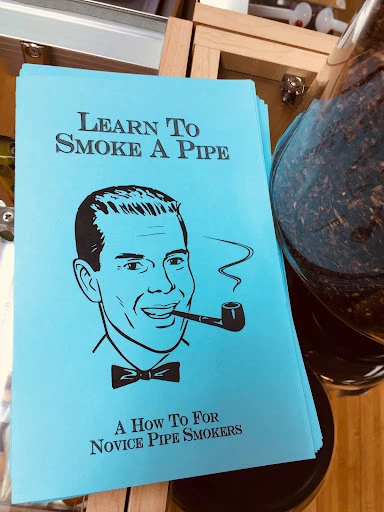 Learn To
Smoke A Pipe
A How To For
Novice Pipe Smokers